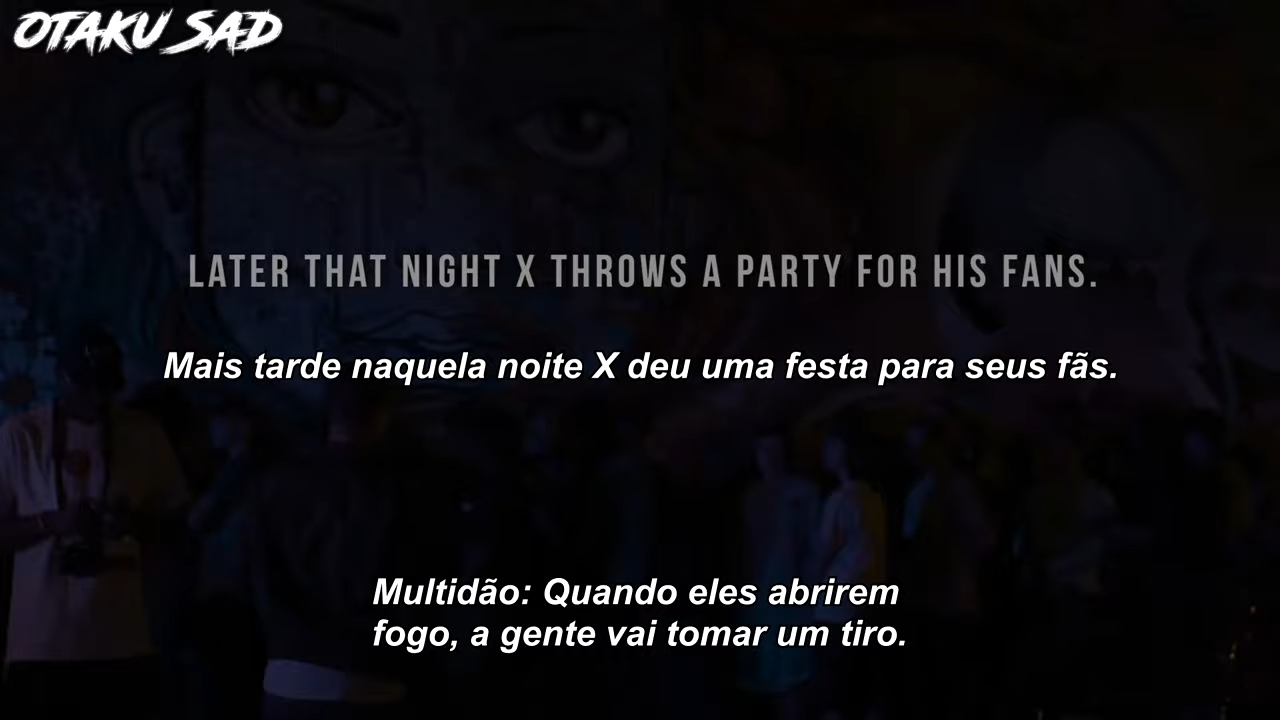 OTAKU SAD
LATER THAT NIGHT X THROWS A PARTY FOR HIS FANS.
Mais tarde naquela noite X deu uma festa para seus fãs.
Multidão: Quando eles abrirem
fogo, a gente vai tomar um tiro.